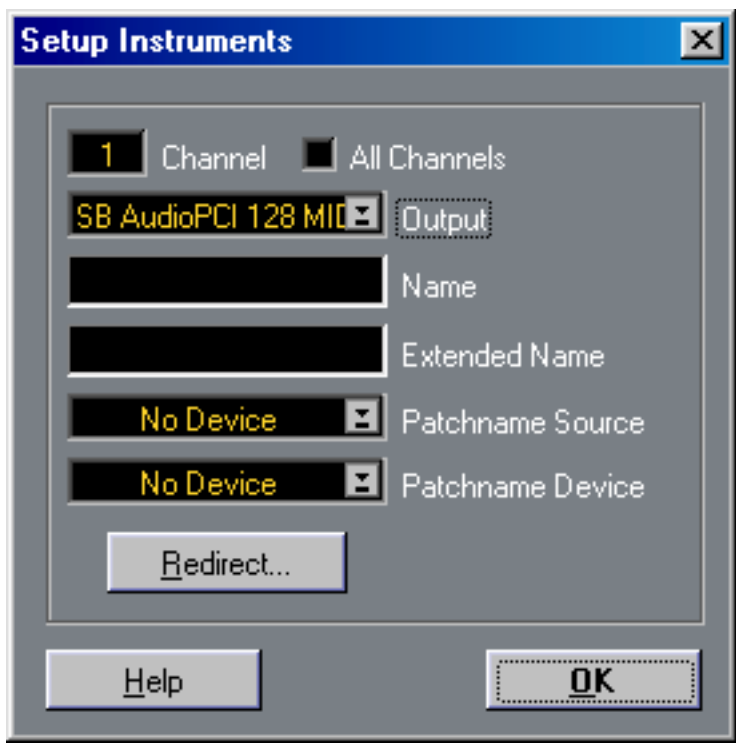 Setup Instruments
1 Channel All Channels
SB AudioPCI 128 MID Output
Name
Extended Name
No Device Patchname Source
No Device Patchname Device
Redirect...
Help OK